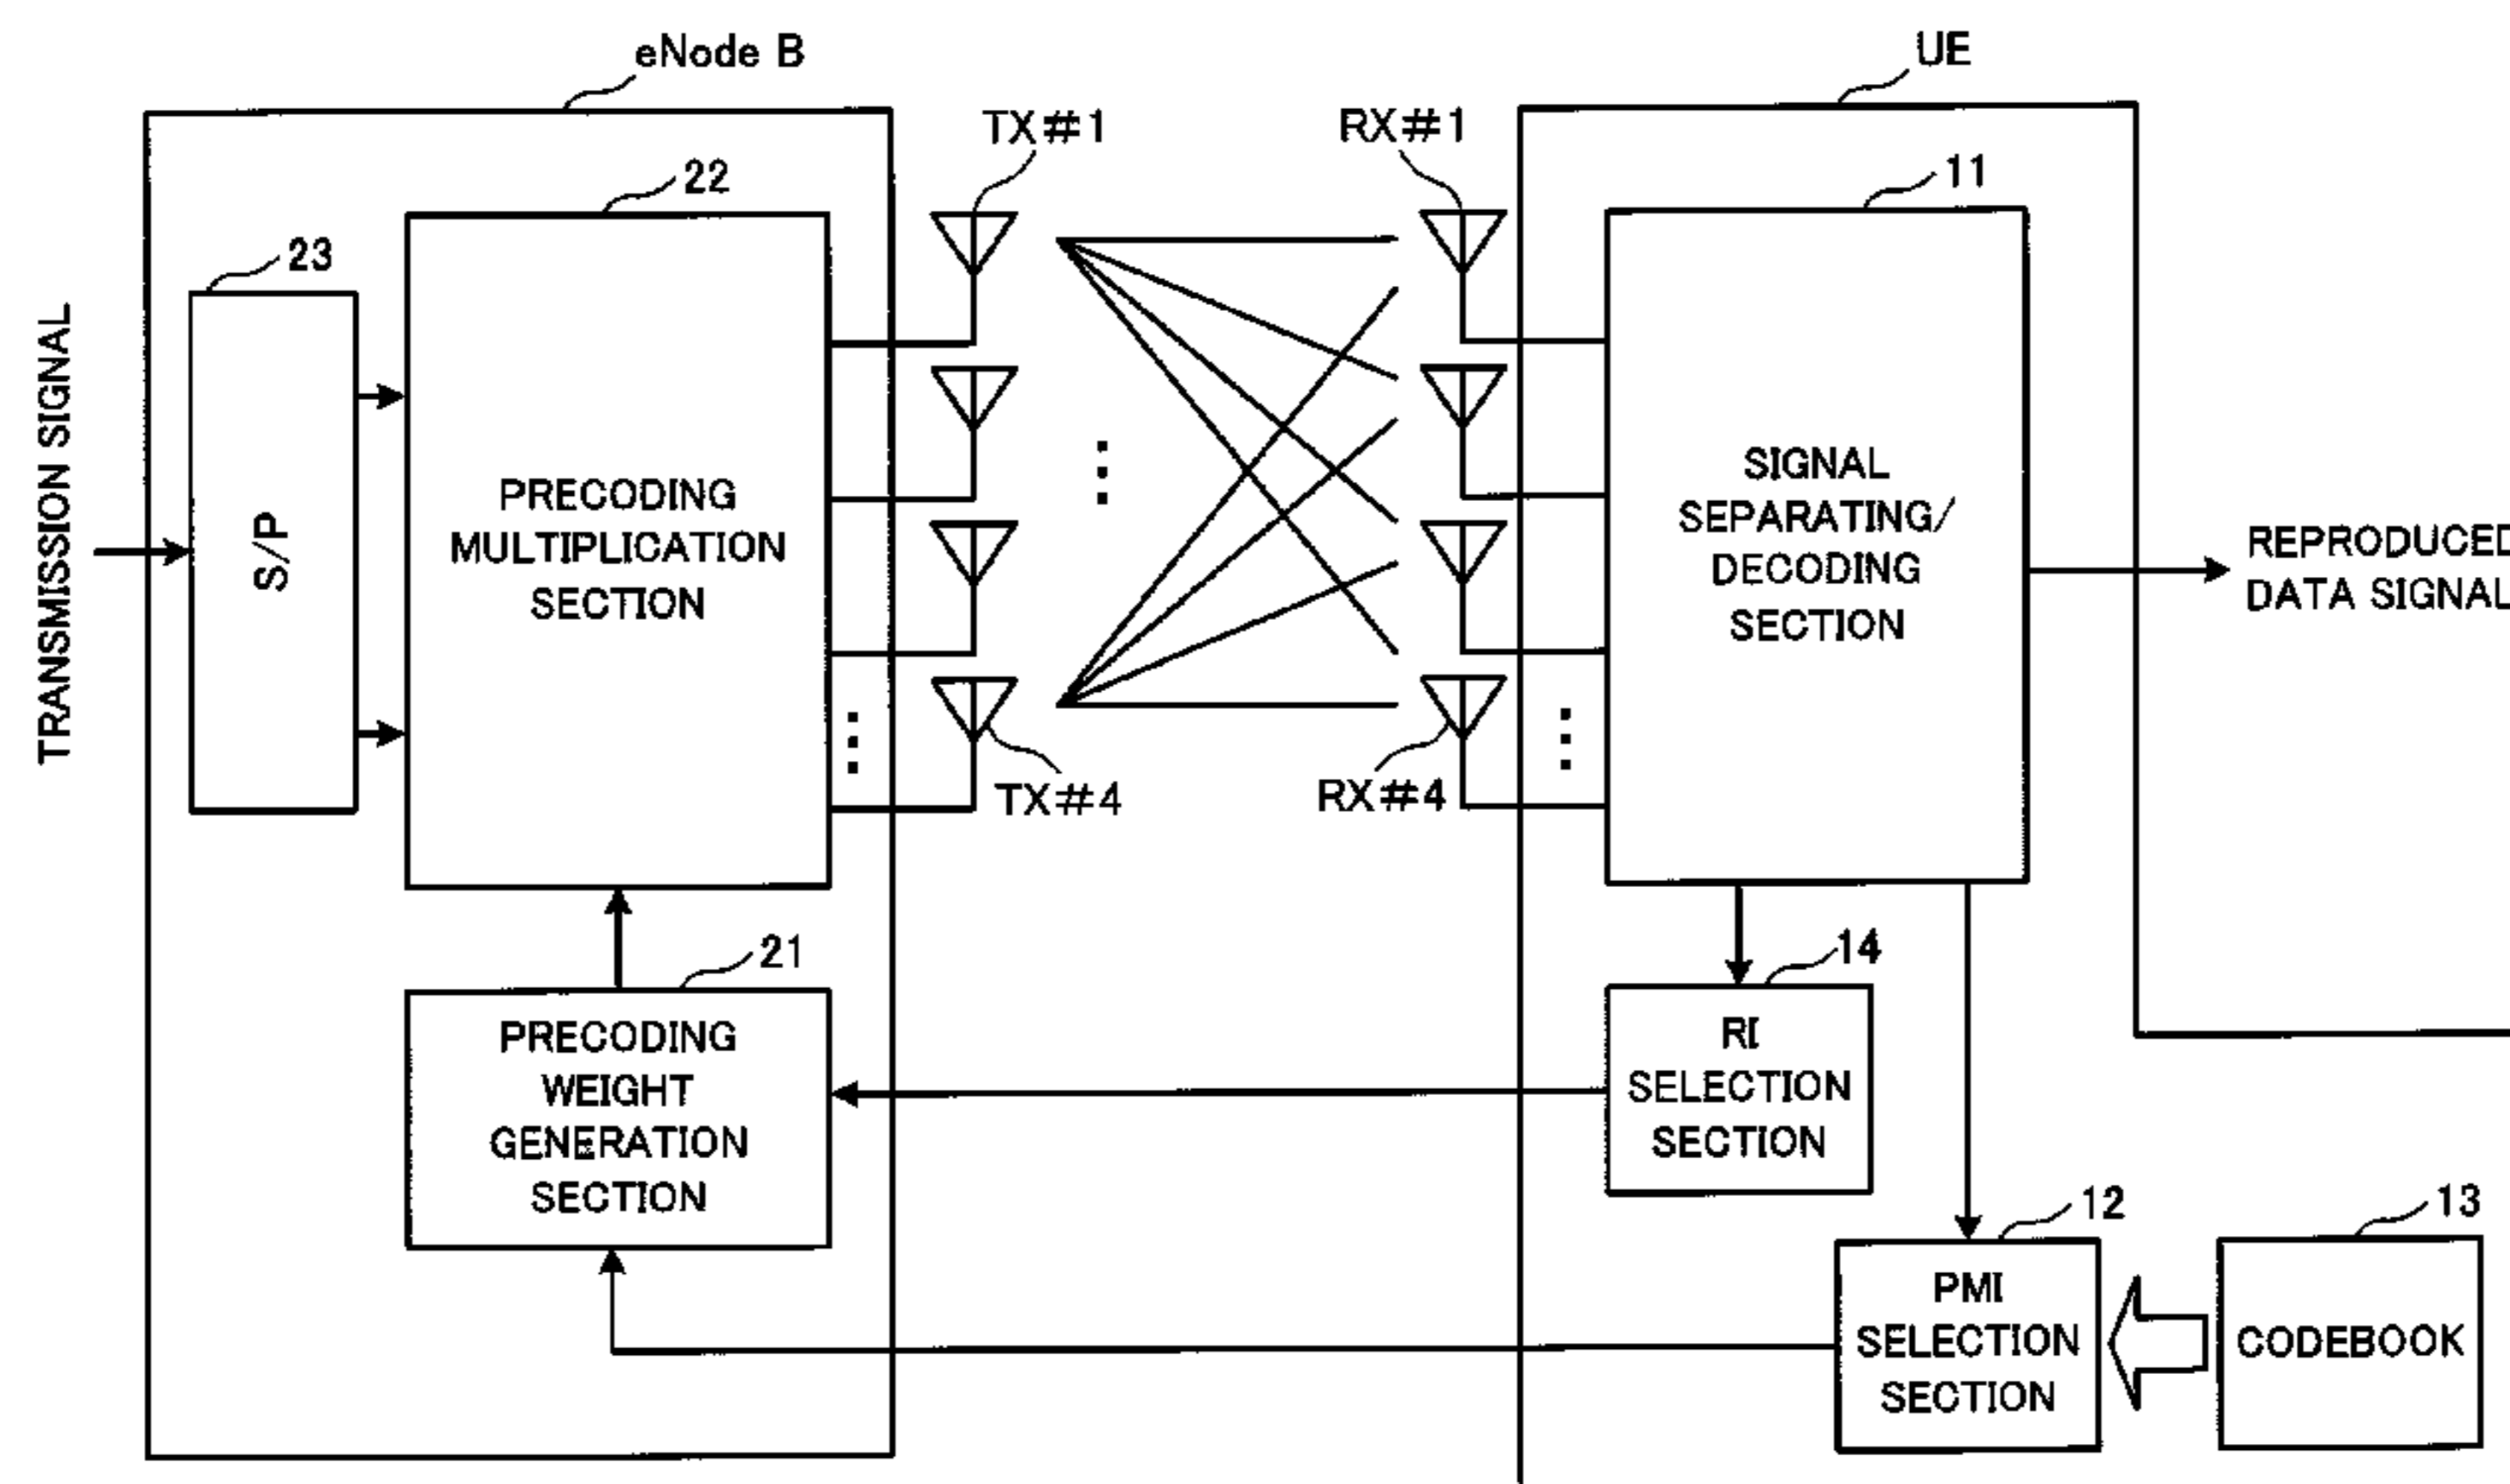 eNode B
UE
TX#1
RX#1
22
11
23
TRANSMISSION SIGNAL
S/P
PRECODING
MULTIPLICATION
SECTION
SIGNAL
SEPARATING/
DECODING
SECTION
REPRODUCED
DATA SIGNAL
TX#4
RX#4
21
14
PRECODING
WEIGHT
GENERATION
SECTION
RI
SELECTION
SECTION
12
13
PMI
SELECTION
SECTION
CODEBOOK